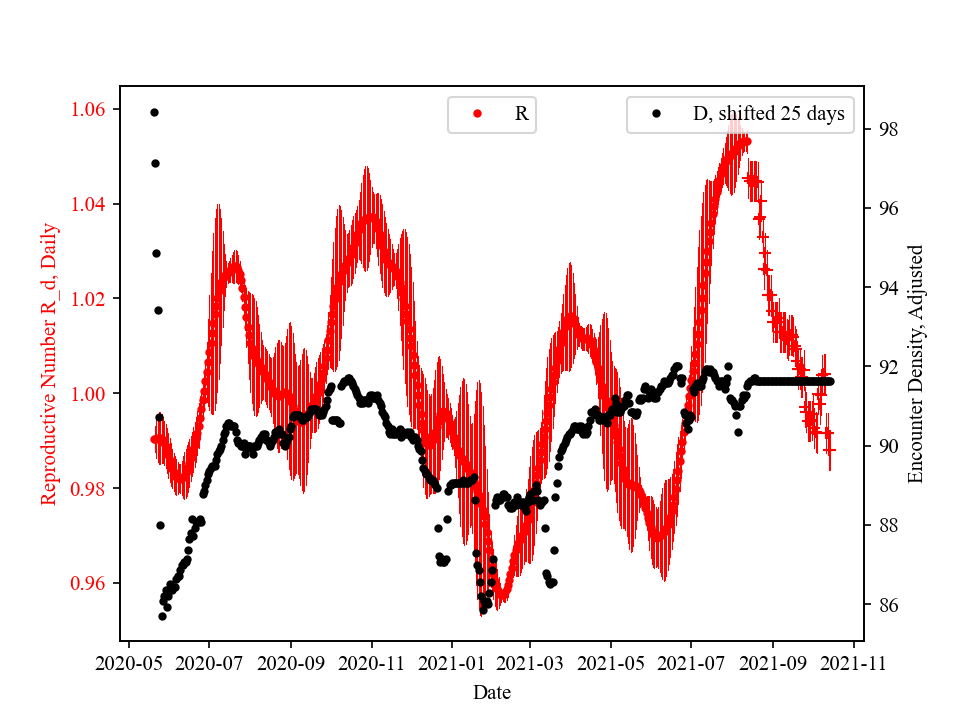 R
D, shifted 25 days
1.06
1.04
1.02
1.00
0.98
0.96
Reproductive Number R_d, Daily
98
96
94
92
90
88
86
Encounter Density, Adjusted
2020-05 2020-07 2020-09 2020-11 2021-01 2021-03 2021-05 2021-07 2021-09 2021-11
Date